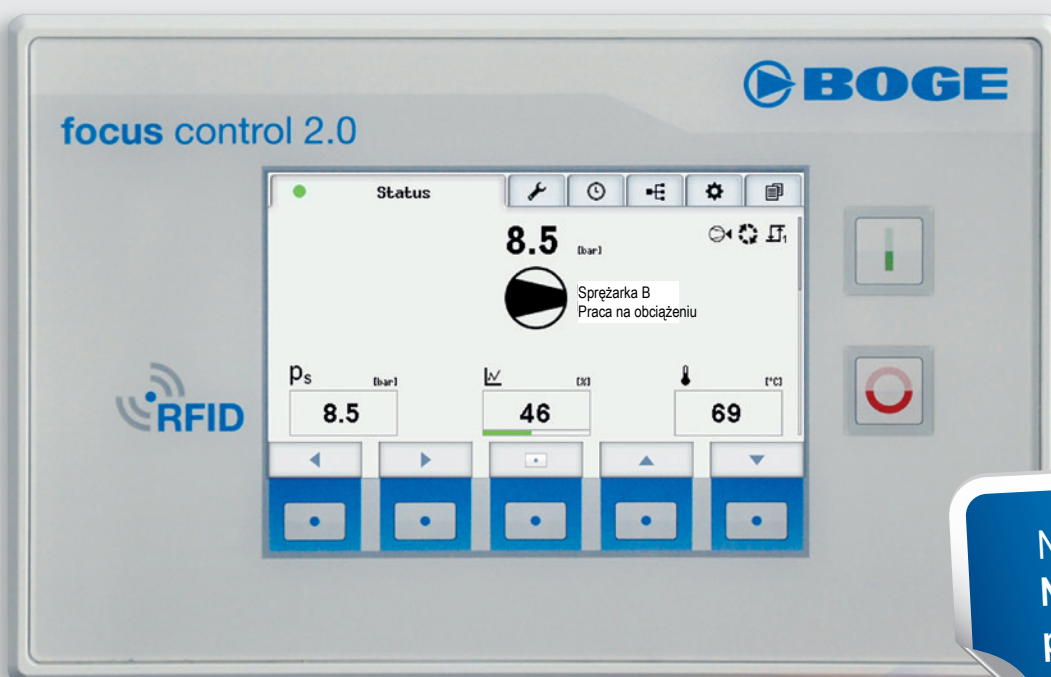 BOGE
focus control 2.0
Status
8.5 [bar]
Sprężarka B
Praca na obciążeniu
ps [bar]
[%]
[°C]
8.5
46
69
RFID